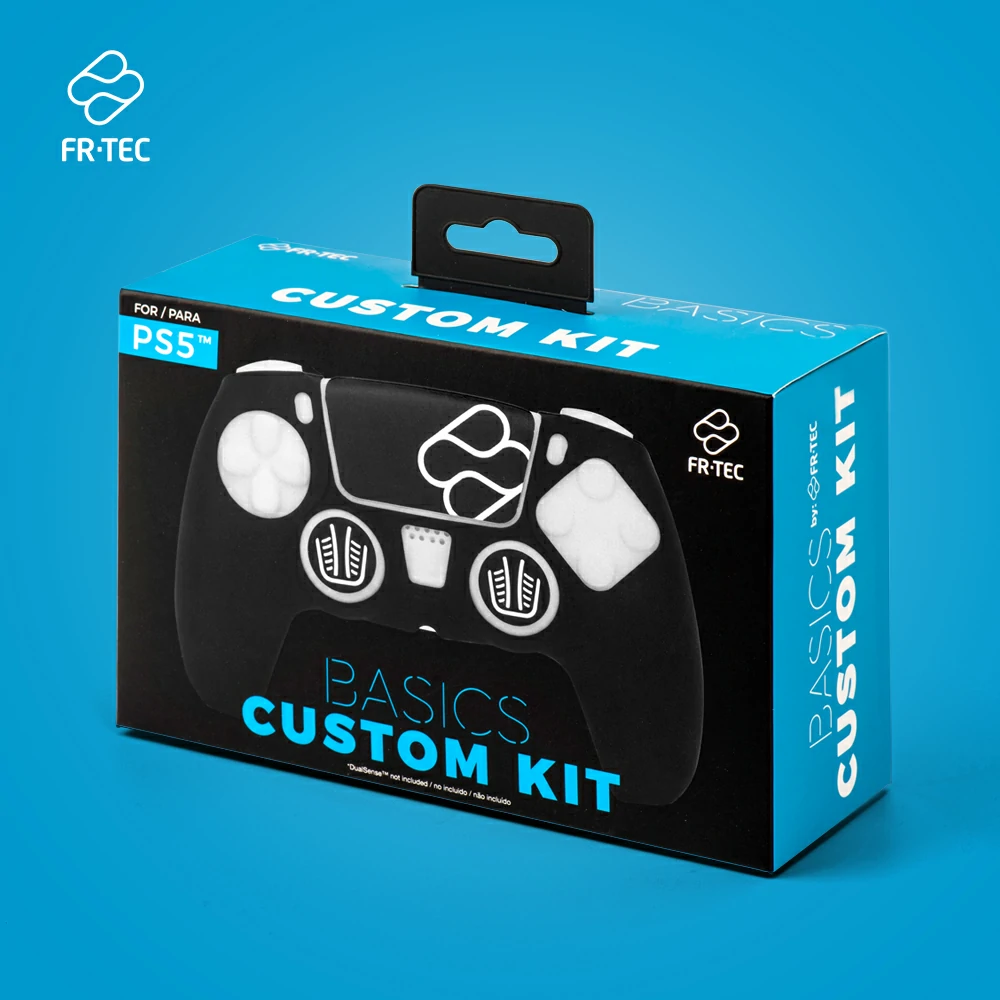 FR·TEC
FR·TEC
CUSTOM KIT
BASICS
FOR / PARA
PS5™
FR·TEC
BASICS
CUSTOM KIT
*DualSense™ not included / no incluido / não incluído
BASICS by: FR·TEC
CUSTOM KIT